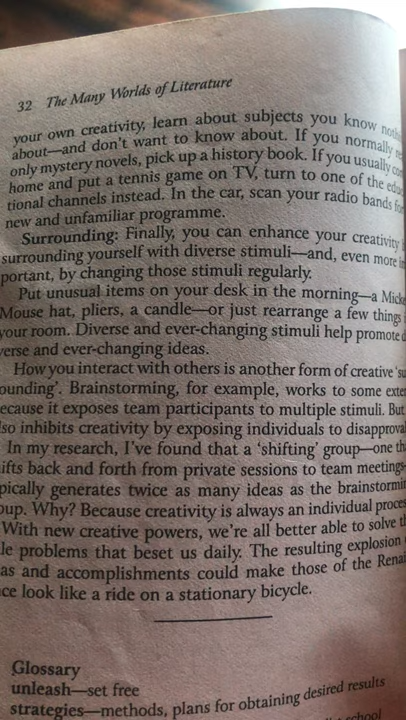 32 The Many Worlds of Literature
your own creativity, learn about subjects you know
about—and don't want to know about. If you normally
only mystery novels, pick up a history book. If you usually
home and put a tennis game on TV, turn to one of the
tional channels instead. In the car, scan your radio bands
new and unfamiliar programme.
Surrounding: Finally, you can enhance your creativity
surrounding yourself with diverse stimuli—and, even more
portant, by changing those stimuli regularly.
Put unusual items on your desk in the morning—a
Mouse hat, pliers, a candle—or just rearrange a few things
your room. Diverse and ever-changing stimuli help promote
verse and ever-changing ideas.
How you interact with others is another form of creative
ounding'. Brainstorming, for example, works to some
ecause it exposes team participants to multiple stimuli. But
lso inhibits creativity by exposing individuals to disapprova
In my research, I've found that a 'shifting' group—one
ifts back and forth from private sessions to team meetings
pically generates twice as many ideas as the
oup. Why? Because creativity is always an individual
With new creative powers, we're all better able to solve
le problems that beset us daily. The resulting explosion
as and accomplishments could make those of the
ce look like a ride on a stationary bicycle.
Glossary
unleash—set free
strategies—methods, plans for obtaining desired results
school